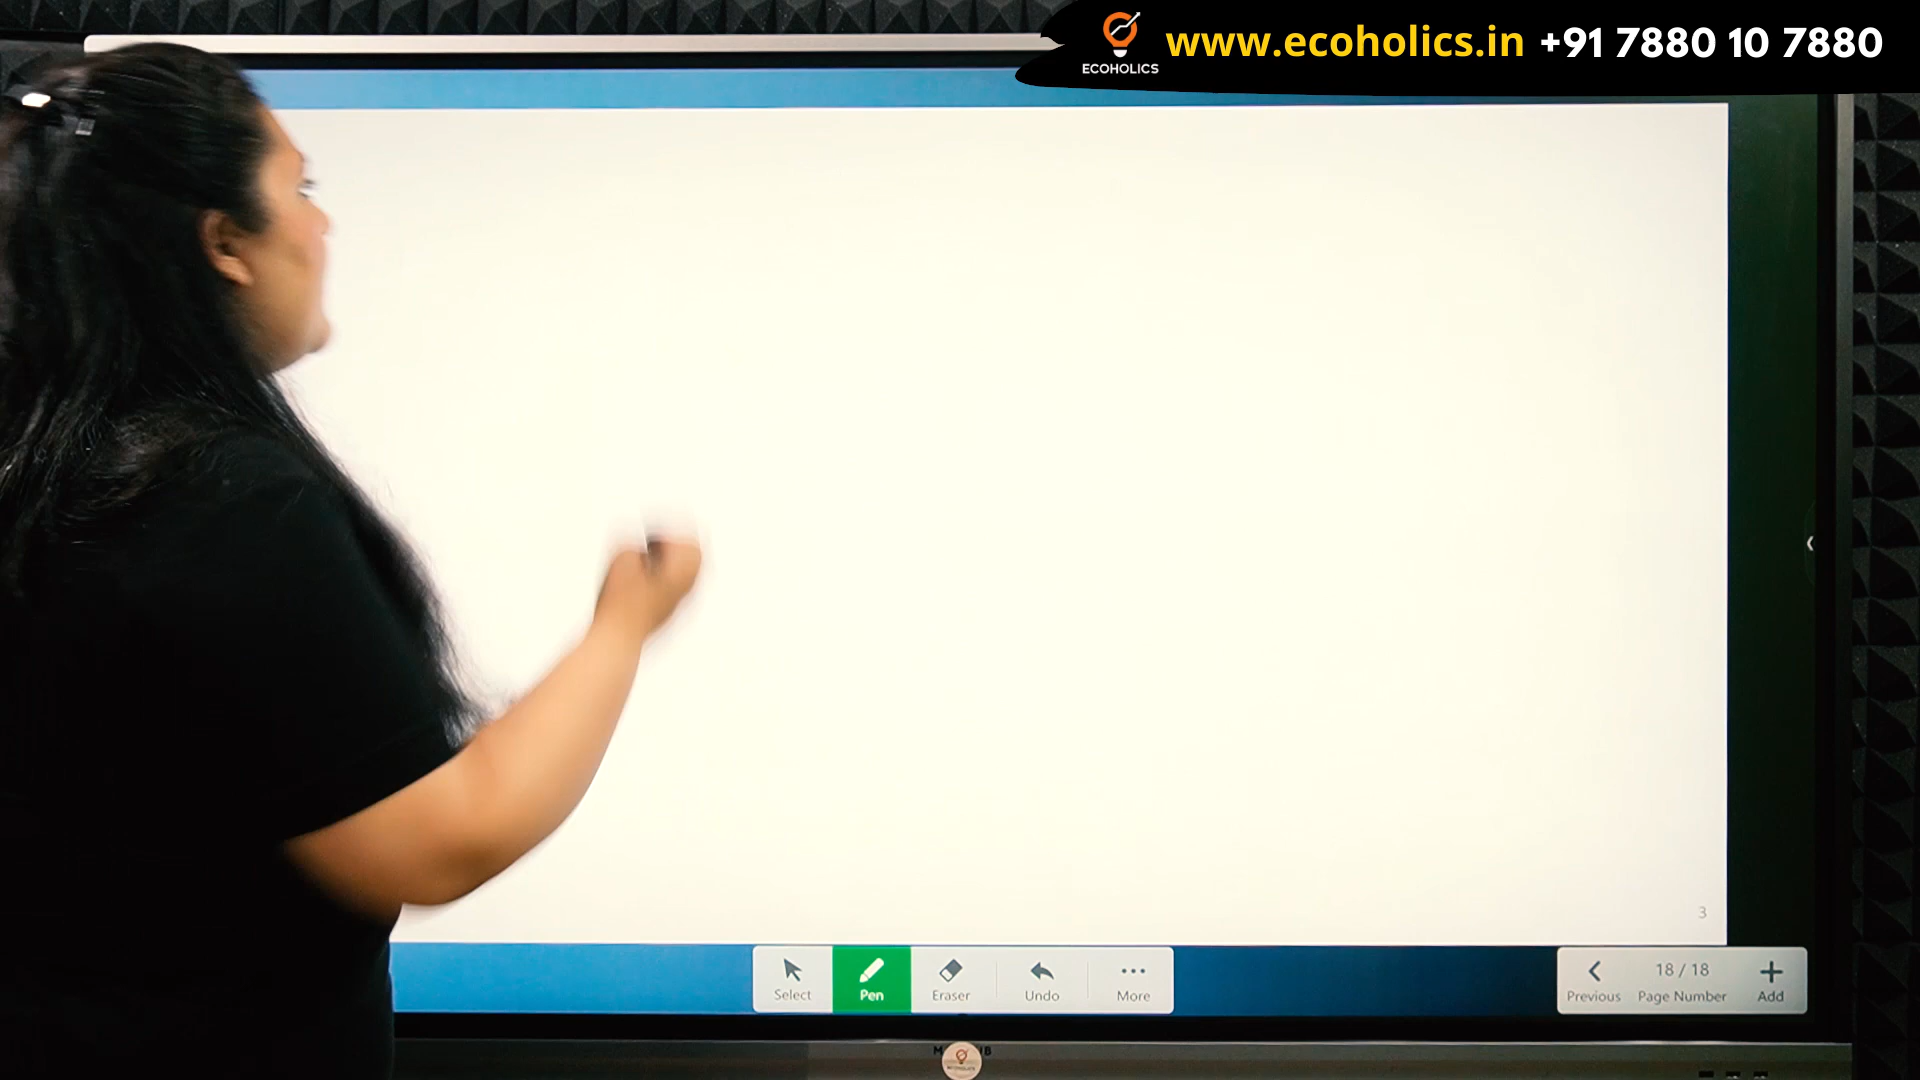 www.ecoholics.in +91 7880 10 7880
ECOHOLICS
3
Select Pen Eraser Undo More
18 / 18
Previous Page Number Add